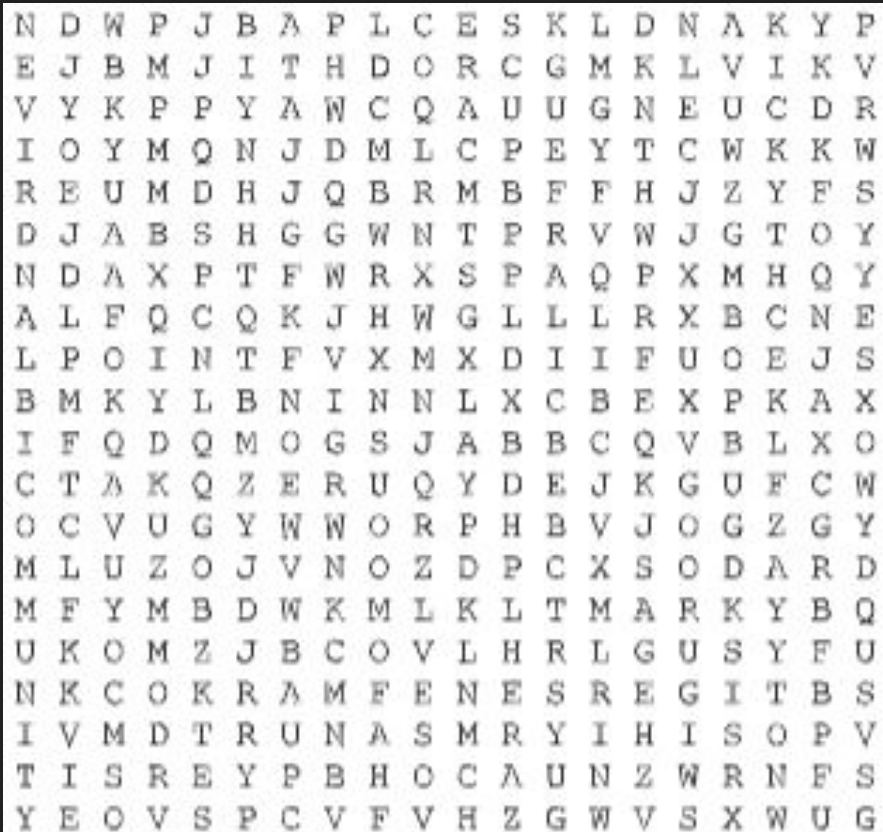 N D W P J B A P L C E S K L D N A K Y P
E J B M J I T H D O R C G M K L V I K V
V Y K P P Y A W C Q A U U G N E U C D R
I O Y M Q N J D M L C P E Y T C W K K W
R E U M D H J Q B R M B F F H J Z Y F S
D J A B S H G G W N T P R V W J G T O Y
N D A X P T F W R X S P A Q P X M H Q Y
A L F Q C Q K J H W G L L L R X B C N E
L P O I N T F V X M X D I I F U O E J S
B M K Y L B N I N N L X C B E X P K A X
I F Q D Q M O G S J A B B C Q V B L X O
C T A K Q Z E R U Q Y D E J K G U F C W
O C V U G Y W W O R P H B V J O G Z G Y
M L U Z O J V N O Z D P C X S O D A R D
M F Y M B D W K M L K L T M A R K Y B Q
U K O M Z J B C O V L H R L G U S Y F U
N K C O K R A M F E N E S R E G I T B S
I V M D T R U N A S M R Y I H I S O P V
T I S R E Y P B H O C A U N Z W R N F S
Y E O V S P C V F V H Z G W V S X W U G